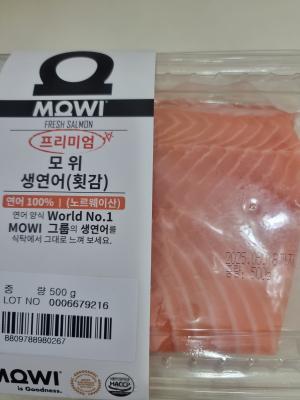 MOWI
FRESH SALMON
프리미엄
모위
생연어(횟감)
연어 100% | (노르웨이산)
연어 양식 World No.1
MOWI 그룹의 생연어를
식탁에서 그대로 느껴 보세요.
중 량 500 g
LOT NO 0006679216
8809788980267
MOWI
is Goodness.
HACCP